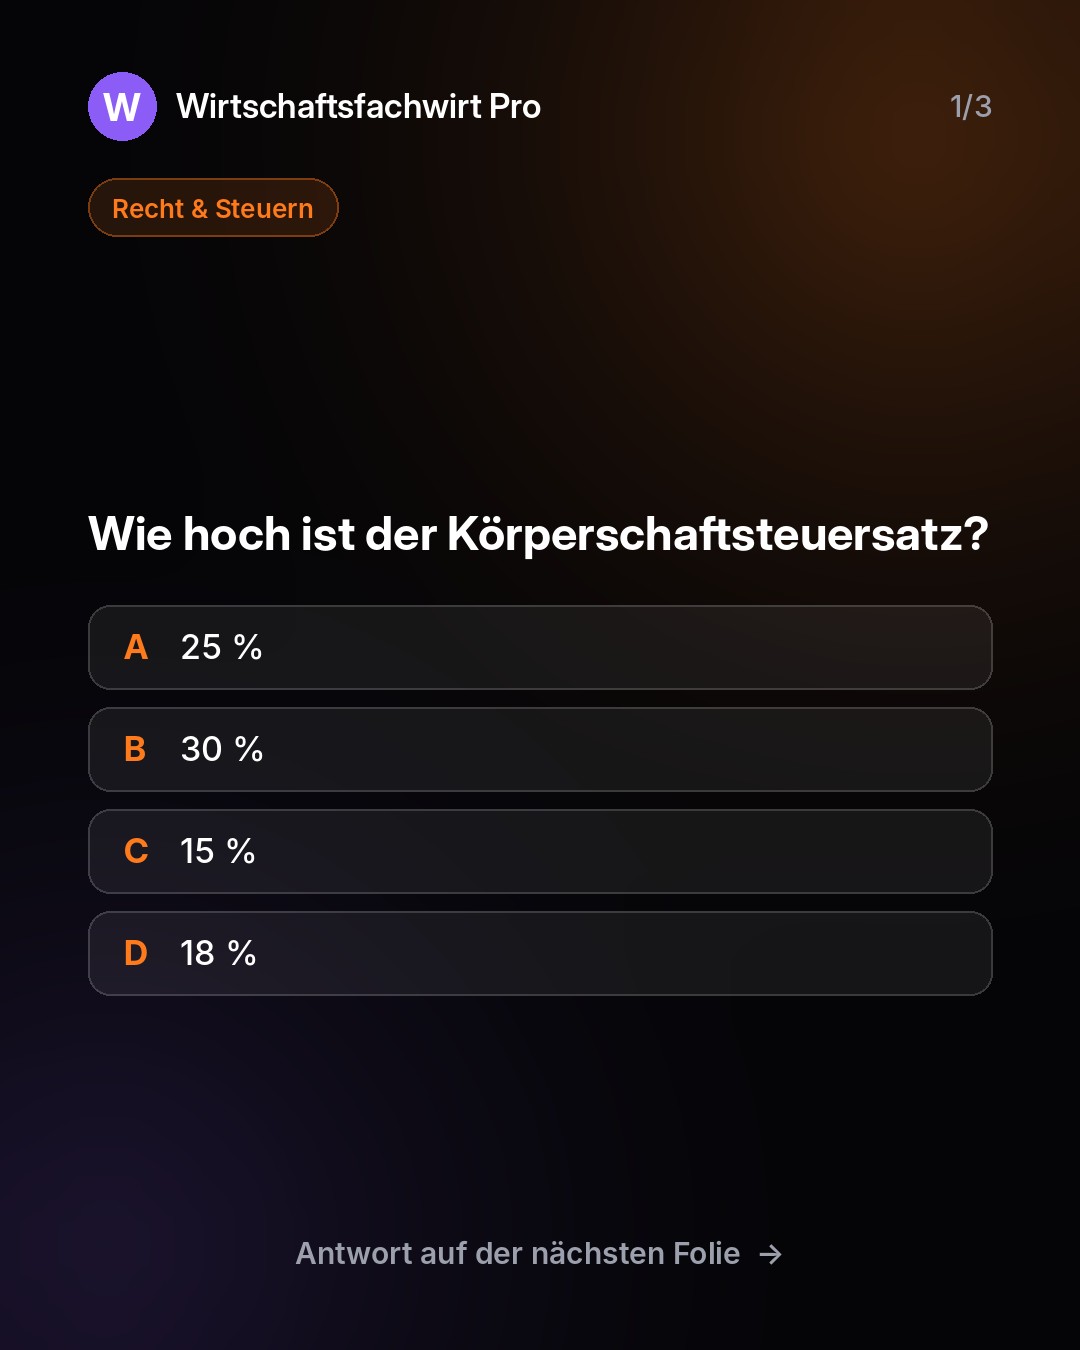 W Wirtschaftsfachwirt Pro 1/3
Recht & Steuern
Wie hoch ist der Körperschaftsteuersatz?
A 25 %
B 30 %
C 15 %
D 18 %
Antwort auf der nächsten Folie →